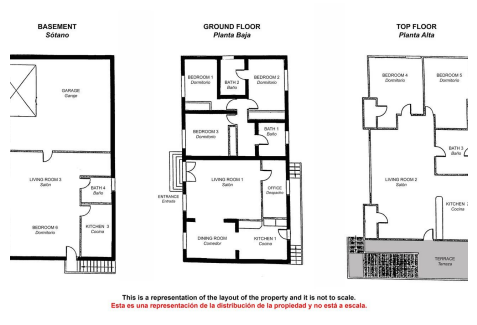 BASEMENT
Sótano
GARAGE
Garaje
LIVING ROOM 3
Salón
BATH 4
Baño
BEDROOM 6
Dormitorio
KITCHEN 3
Cocina
GROUND FLOOR
Planta Baja
BEDROOM 1
Dormitorio
BATH 2
Baño
BEDROOM 2
Dormitorio
BEDROOM 3
Dormitorio
BATH 1
Baño
ENTRANCE
Entrada
LIVING ROOM 1
Salón
OFFICE
Despacho
DINING ROOM
Comedor
KITCHEN 1
Cocina
TOP FLOOR
Planta Alta
BEDROOM 4
Dormitorio
BEDROOM 5
Dormitorio
BATH 3
Baño
LIVING ROOM 2
Salón
KITCHEN
Cocina
TERRACE
Terraza
This is a representation of the layout of the property and it is not to scale.
Esta es una representación de la distribución de la propiedad y no está a escala.